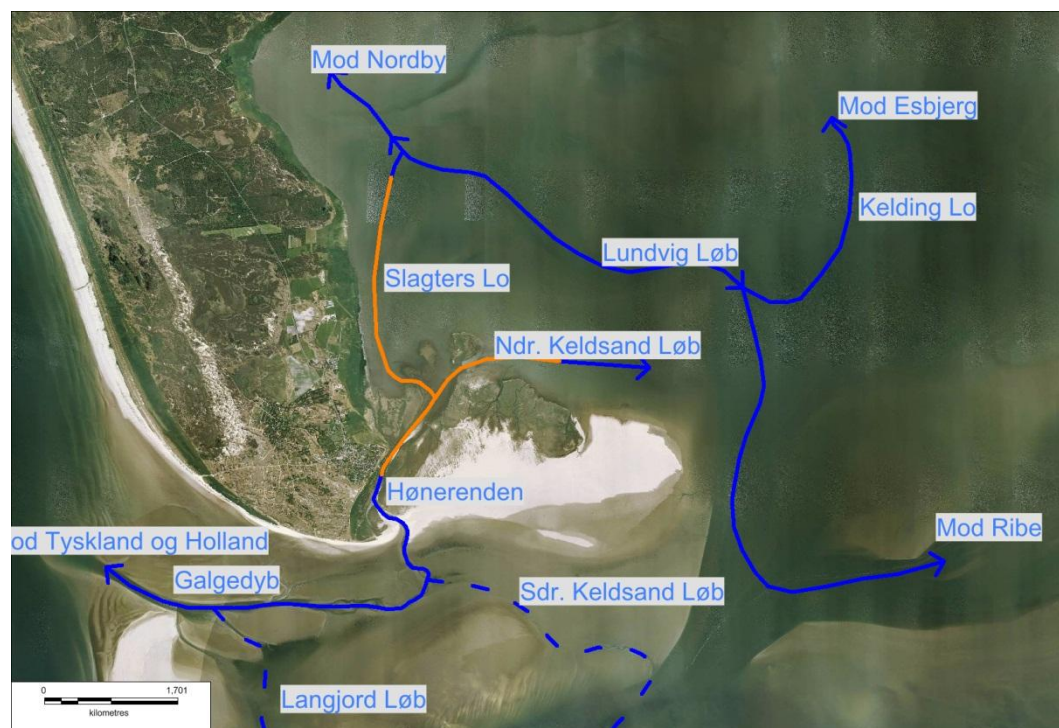 Mod Nordby
Mod Esbjerg
Kelding Lo
Lundvig Løb
Slagters Lo
Ndr. Keldsand Løb
Hønerenden
od Tyskland og Holland
Mod Ribe
Galgedyb
Sdr. Keldsand Løb
Langjord Løb
0 1,701
kilometres